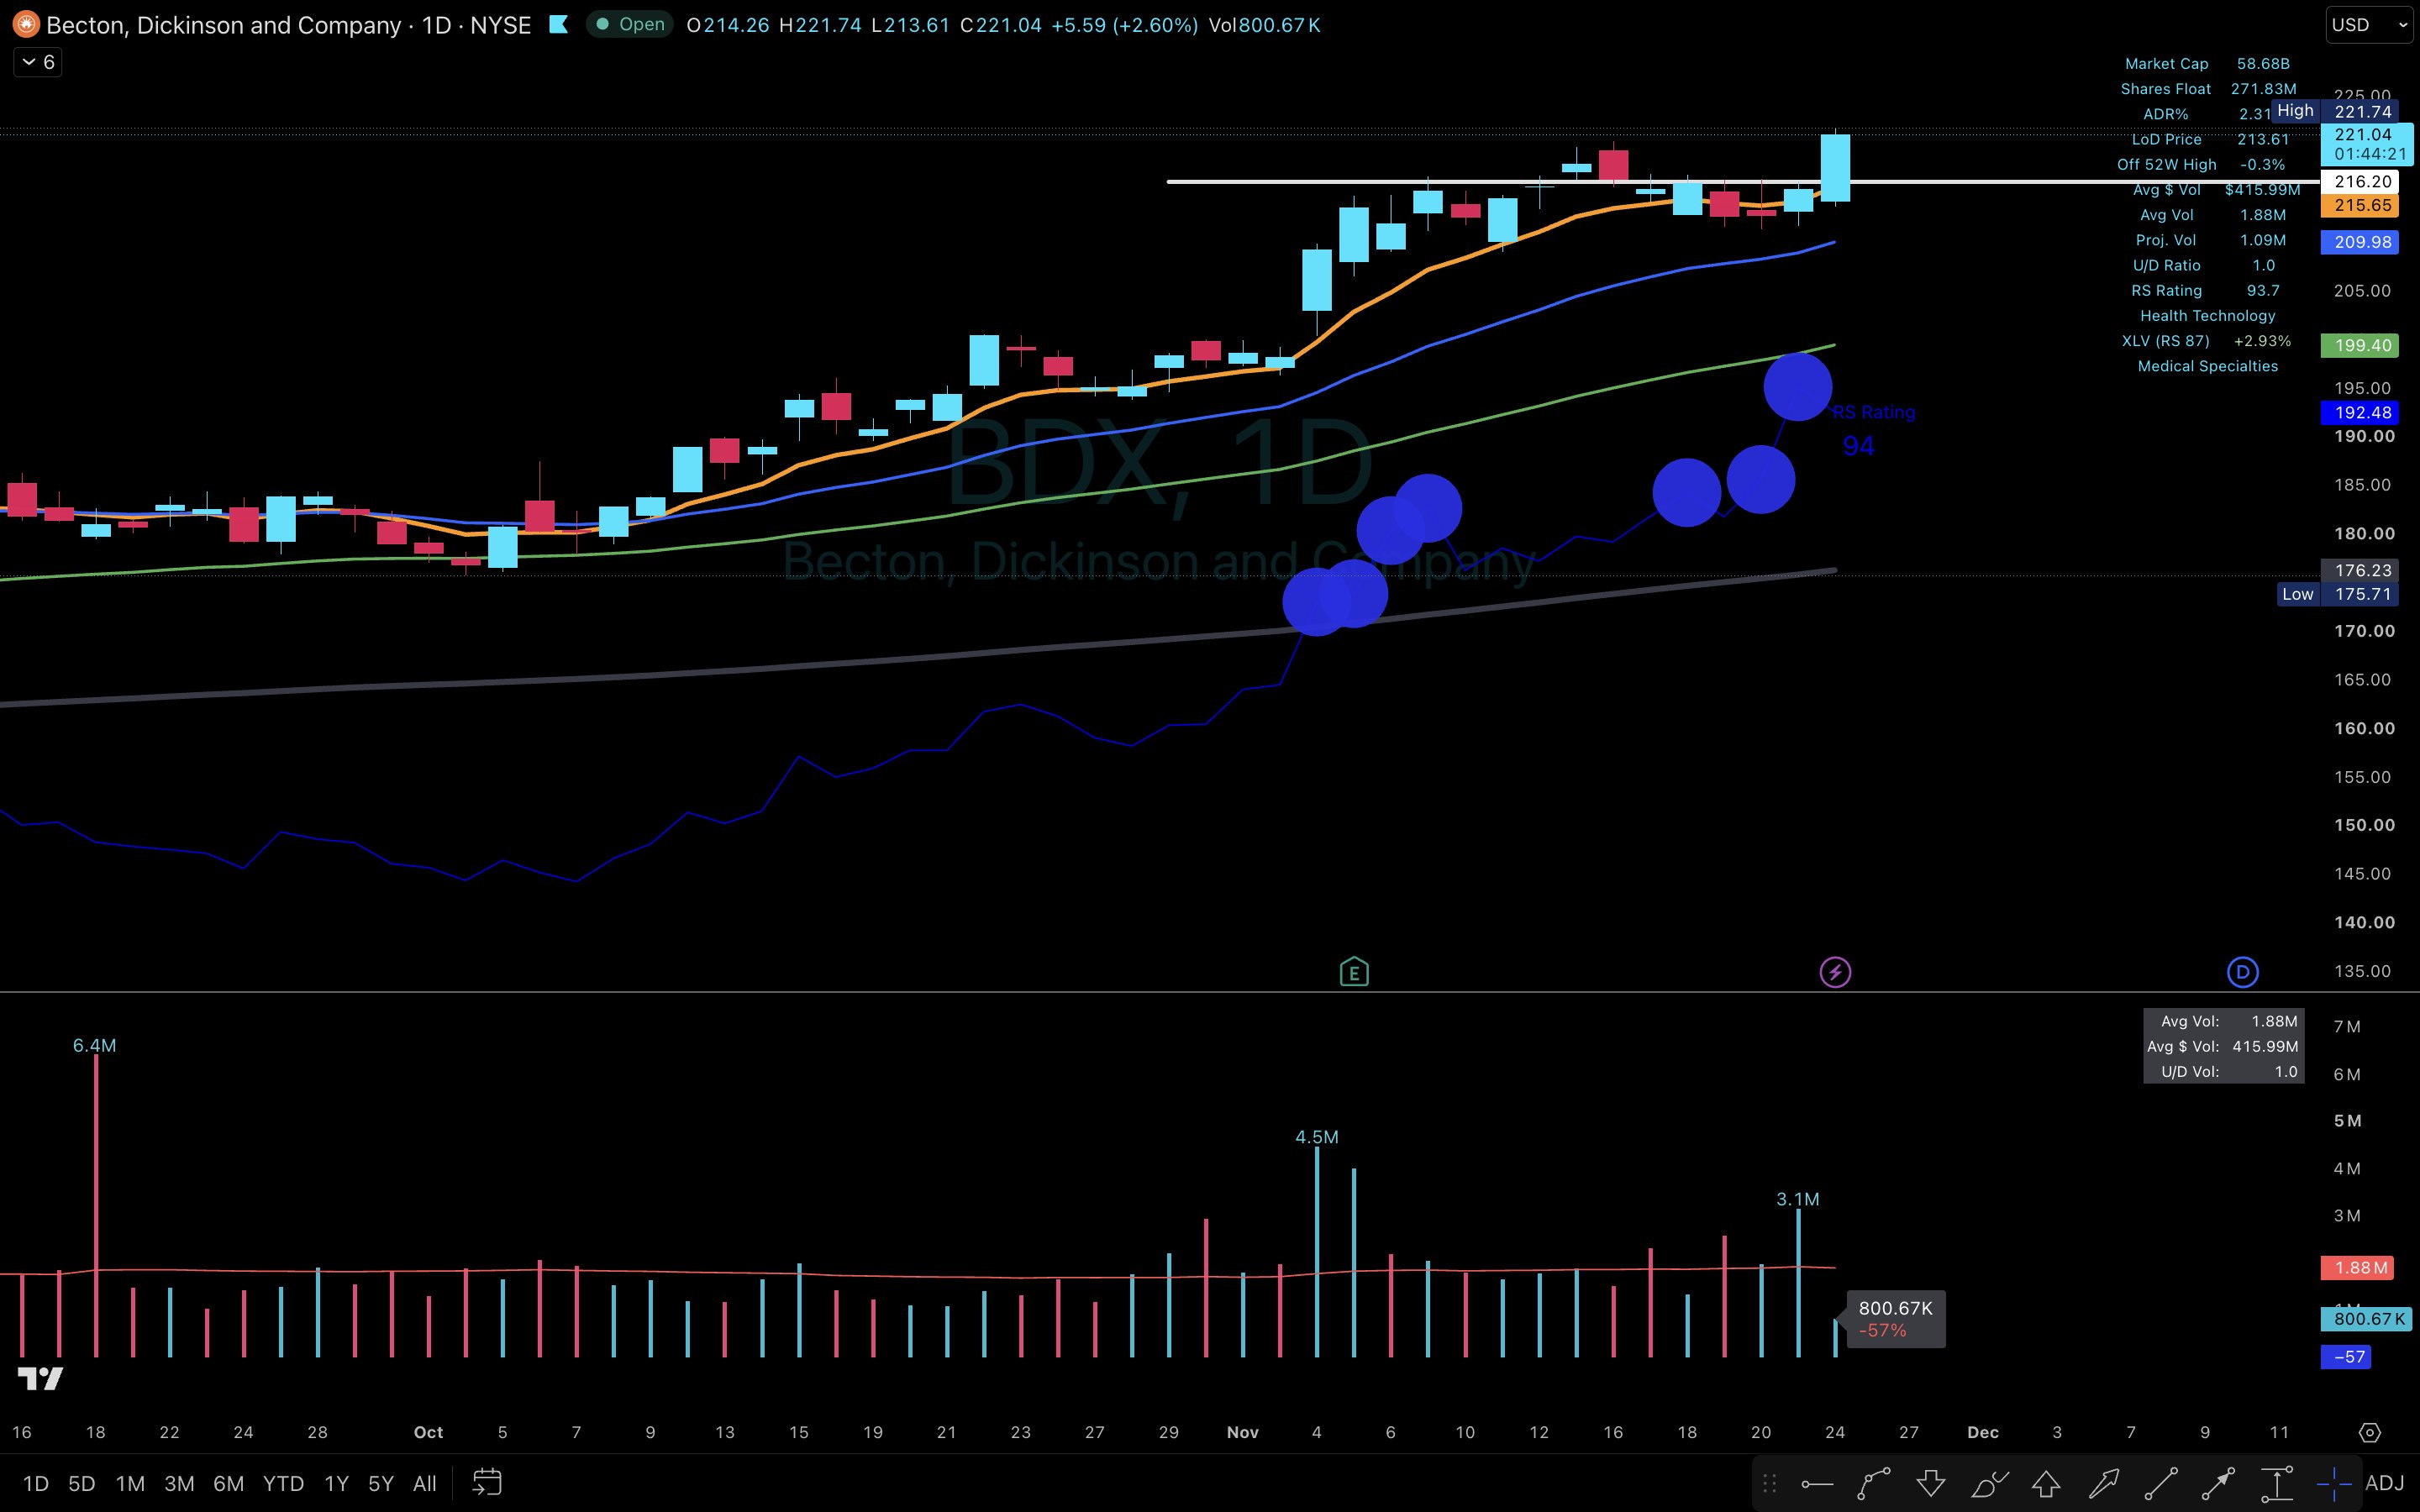 Becton, Dickinson and Company · 1D · NYSE Open O214.26 H221.74 L213.61 C221.04 +5.59 (+2.60%) Vol800.67K
USD
6
Market Cap 58.68B
Shares Float 271.83M
ADR% 2.31
LoD Price 213.61
Off 52W High -0.3%
Avg $ Vol $415.99M
Avg Vol 1.88M
Proj. Vol 1.09M
U/D Ratio 1.0
RS Rating 93.7
Health Technology
XLV (RS 87) +2.93%
Medical Specialties
225.00
High 221.74
221.04
01:44:21
216.20
215.65
209.98
205.00
199.40
195.00
192.48
190.00
185.00
180.00
176.23
Low 175.71
170.00
165.00
160.00
155.00
150.00
145.00
140.00
135.00
RS Rating
94
BDX, 1D
Becton, Dickinson and Company
E
D
Avg Vol: 1.88M
Avg $ Vol: 415.99M
U/D Vol: 1.0
6.4M
4.5M
3.1M
800.67K
-57%
7 M
6 M
5 M
4 M
3 M
1.88 M
800.67 K
−57
16 18 22 24 28 Oct 5 7 9 13 15 19 21 23 27 29 Nov 4 6 10 12 16 18 20 24 27 Dec 3 7 9 11
1D 5D 1M 3M 6M YTD 1Y 5Y All
ADJ